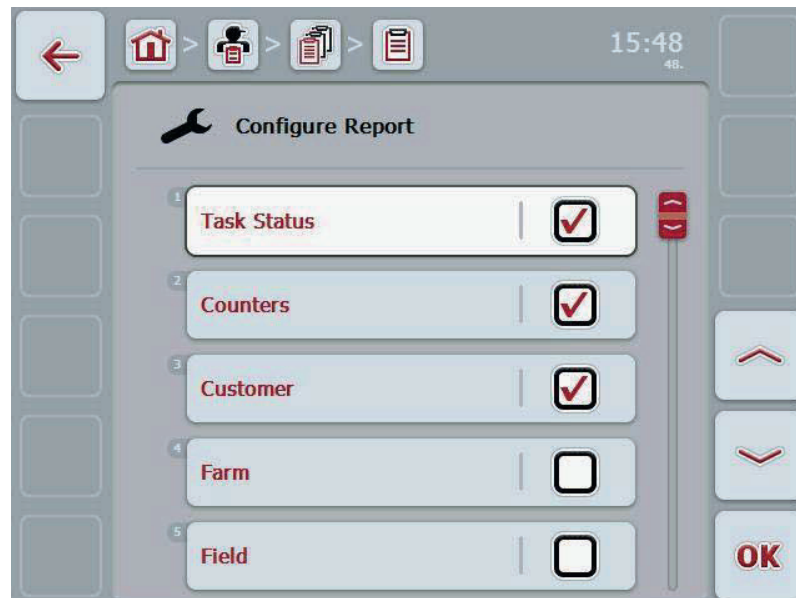 > > >
15:48
48.
Configure Report
1
Task Status
2
Counters
3
Customer
4
Farm
5
Field
OK